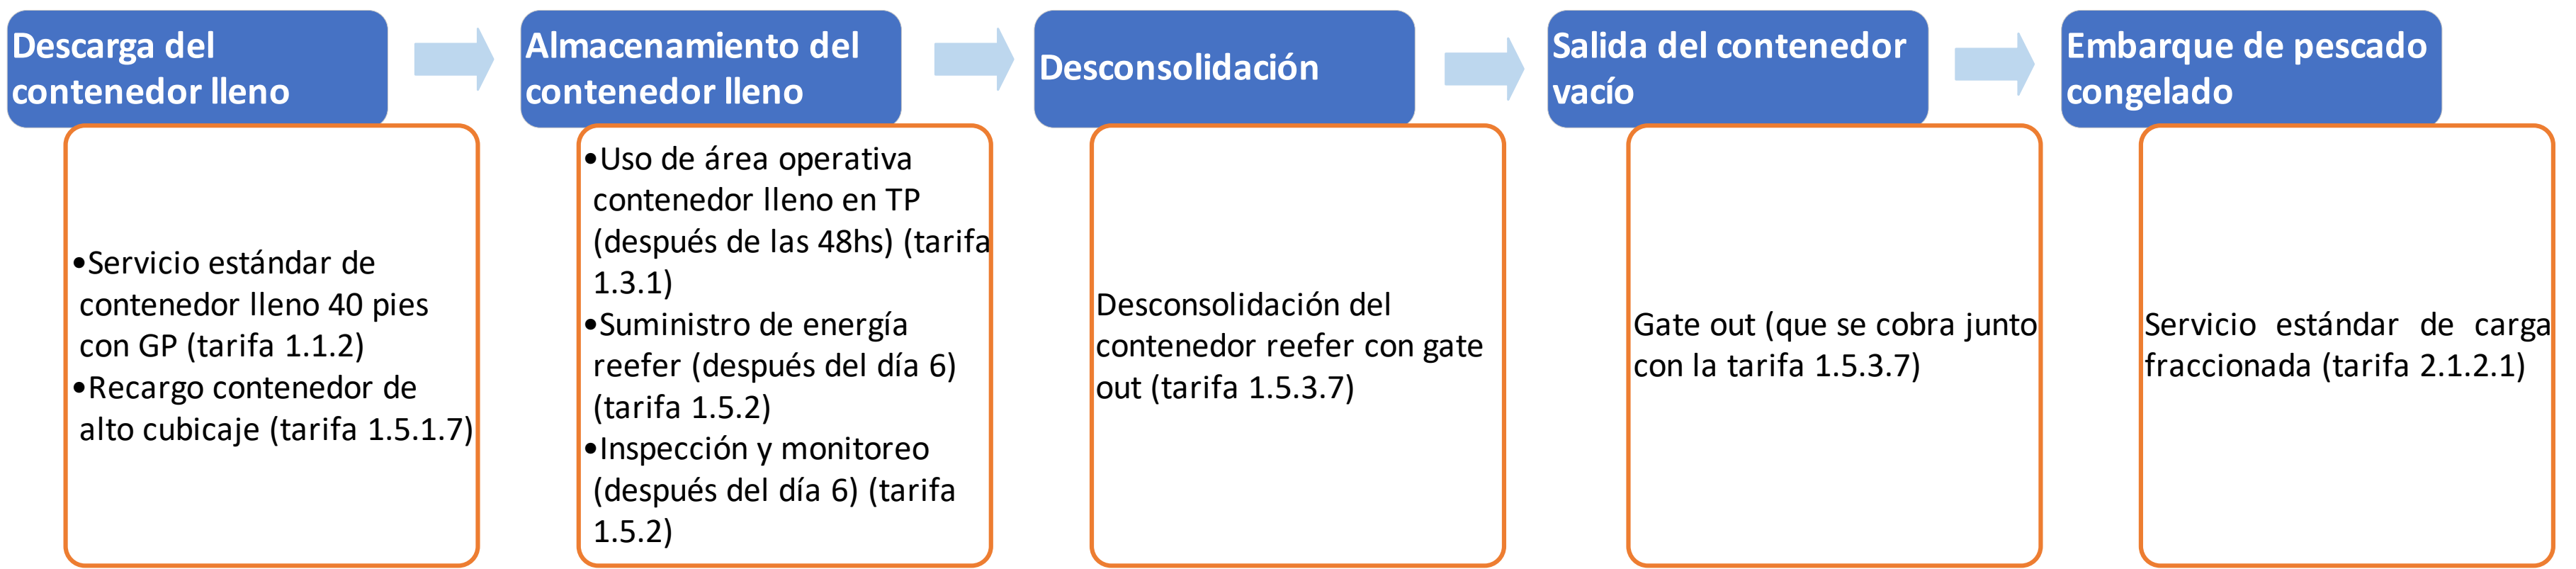 Descarga del
contenedor lleno
•Servicio estándar de
contenedor lleno 40 pies
con GP (tarifa 1.1.2)
•Recargo contenedor de
alto cubicaje (tarifa 1.5.1.7)
Almacenamiento del
contenedor lleno
•Uso de área operativa
contenedor lleno en TP
(después de las 48hs) (tarifa
1.3.1)
•Suministro de energía
reefer (después del día 6)
(tarifa 1.5.2)
•Inspección y monitoreo
(después del día 6) (tarifa
1.5.2)
Desconsolidación
Desconsolidación del
contenedor reefer con gate
out (tarifa 1.5.3.7)
Salida del contenedor
vacío
Gate out (que se cobra junto
con la tarifa 1.5.3.7)
Embarque de pescado
congelado
Servicio estándar de carga
fraccionada (tarifa 2.1.2.1)